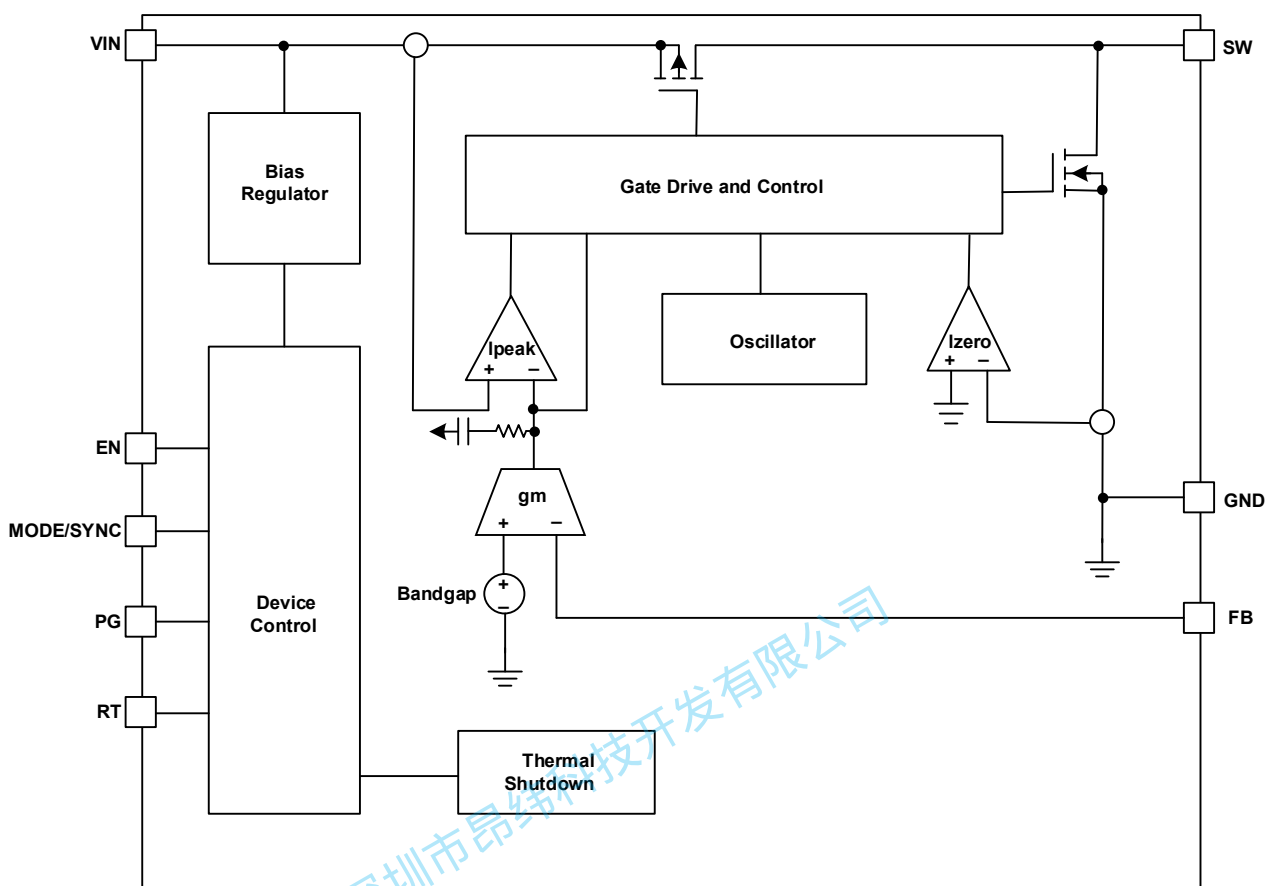 VIN
SW
Bias
Regulator
Gate Drive and Control
Ipeak
+ −
Oscillator
Izero
+ −
EN
MODE/SYNC
PG
RT
Device
Control
gm
+ −
Bandgap
+
−
GND
FB
Thermal
Shutdown
深圳市昂纬科技开发有限公司